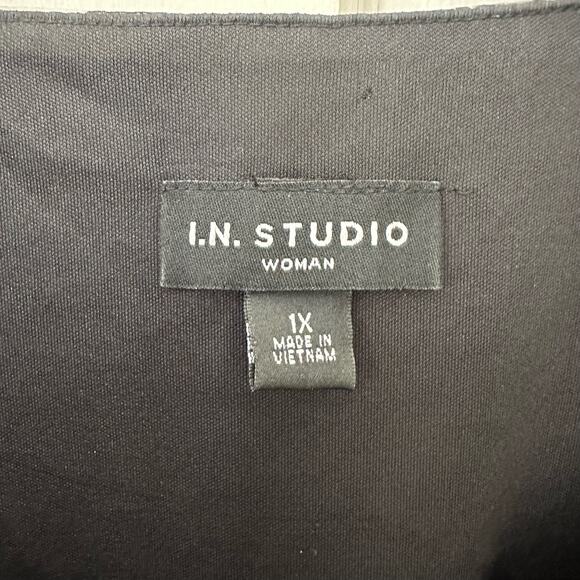 I.N. STUDIO
WOMAN
1X
MADE IN
VIETNAM